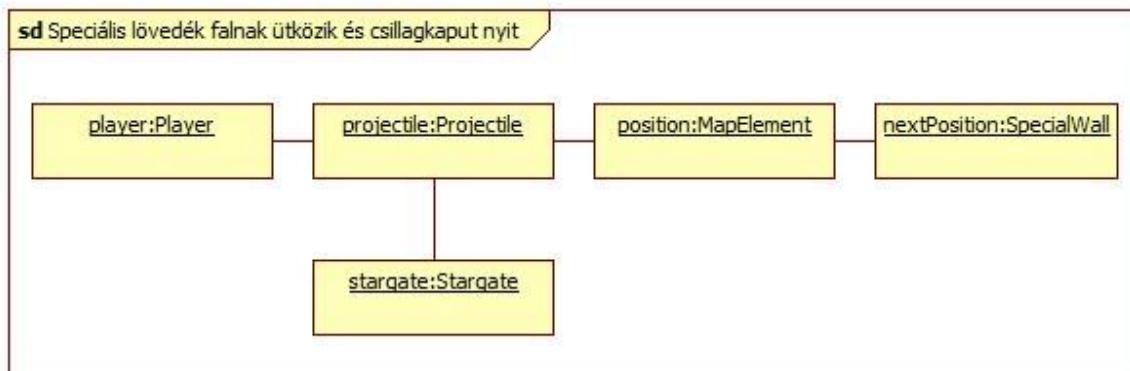 sd Speciális lövedék falnak ütközik és csillagkaput nyit
player:Player
projectile:Projectile
position:MapElement
nextPosition:SpecialWall
stargate:Stargate